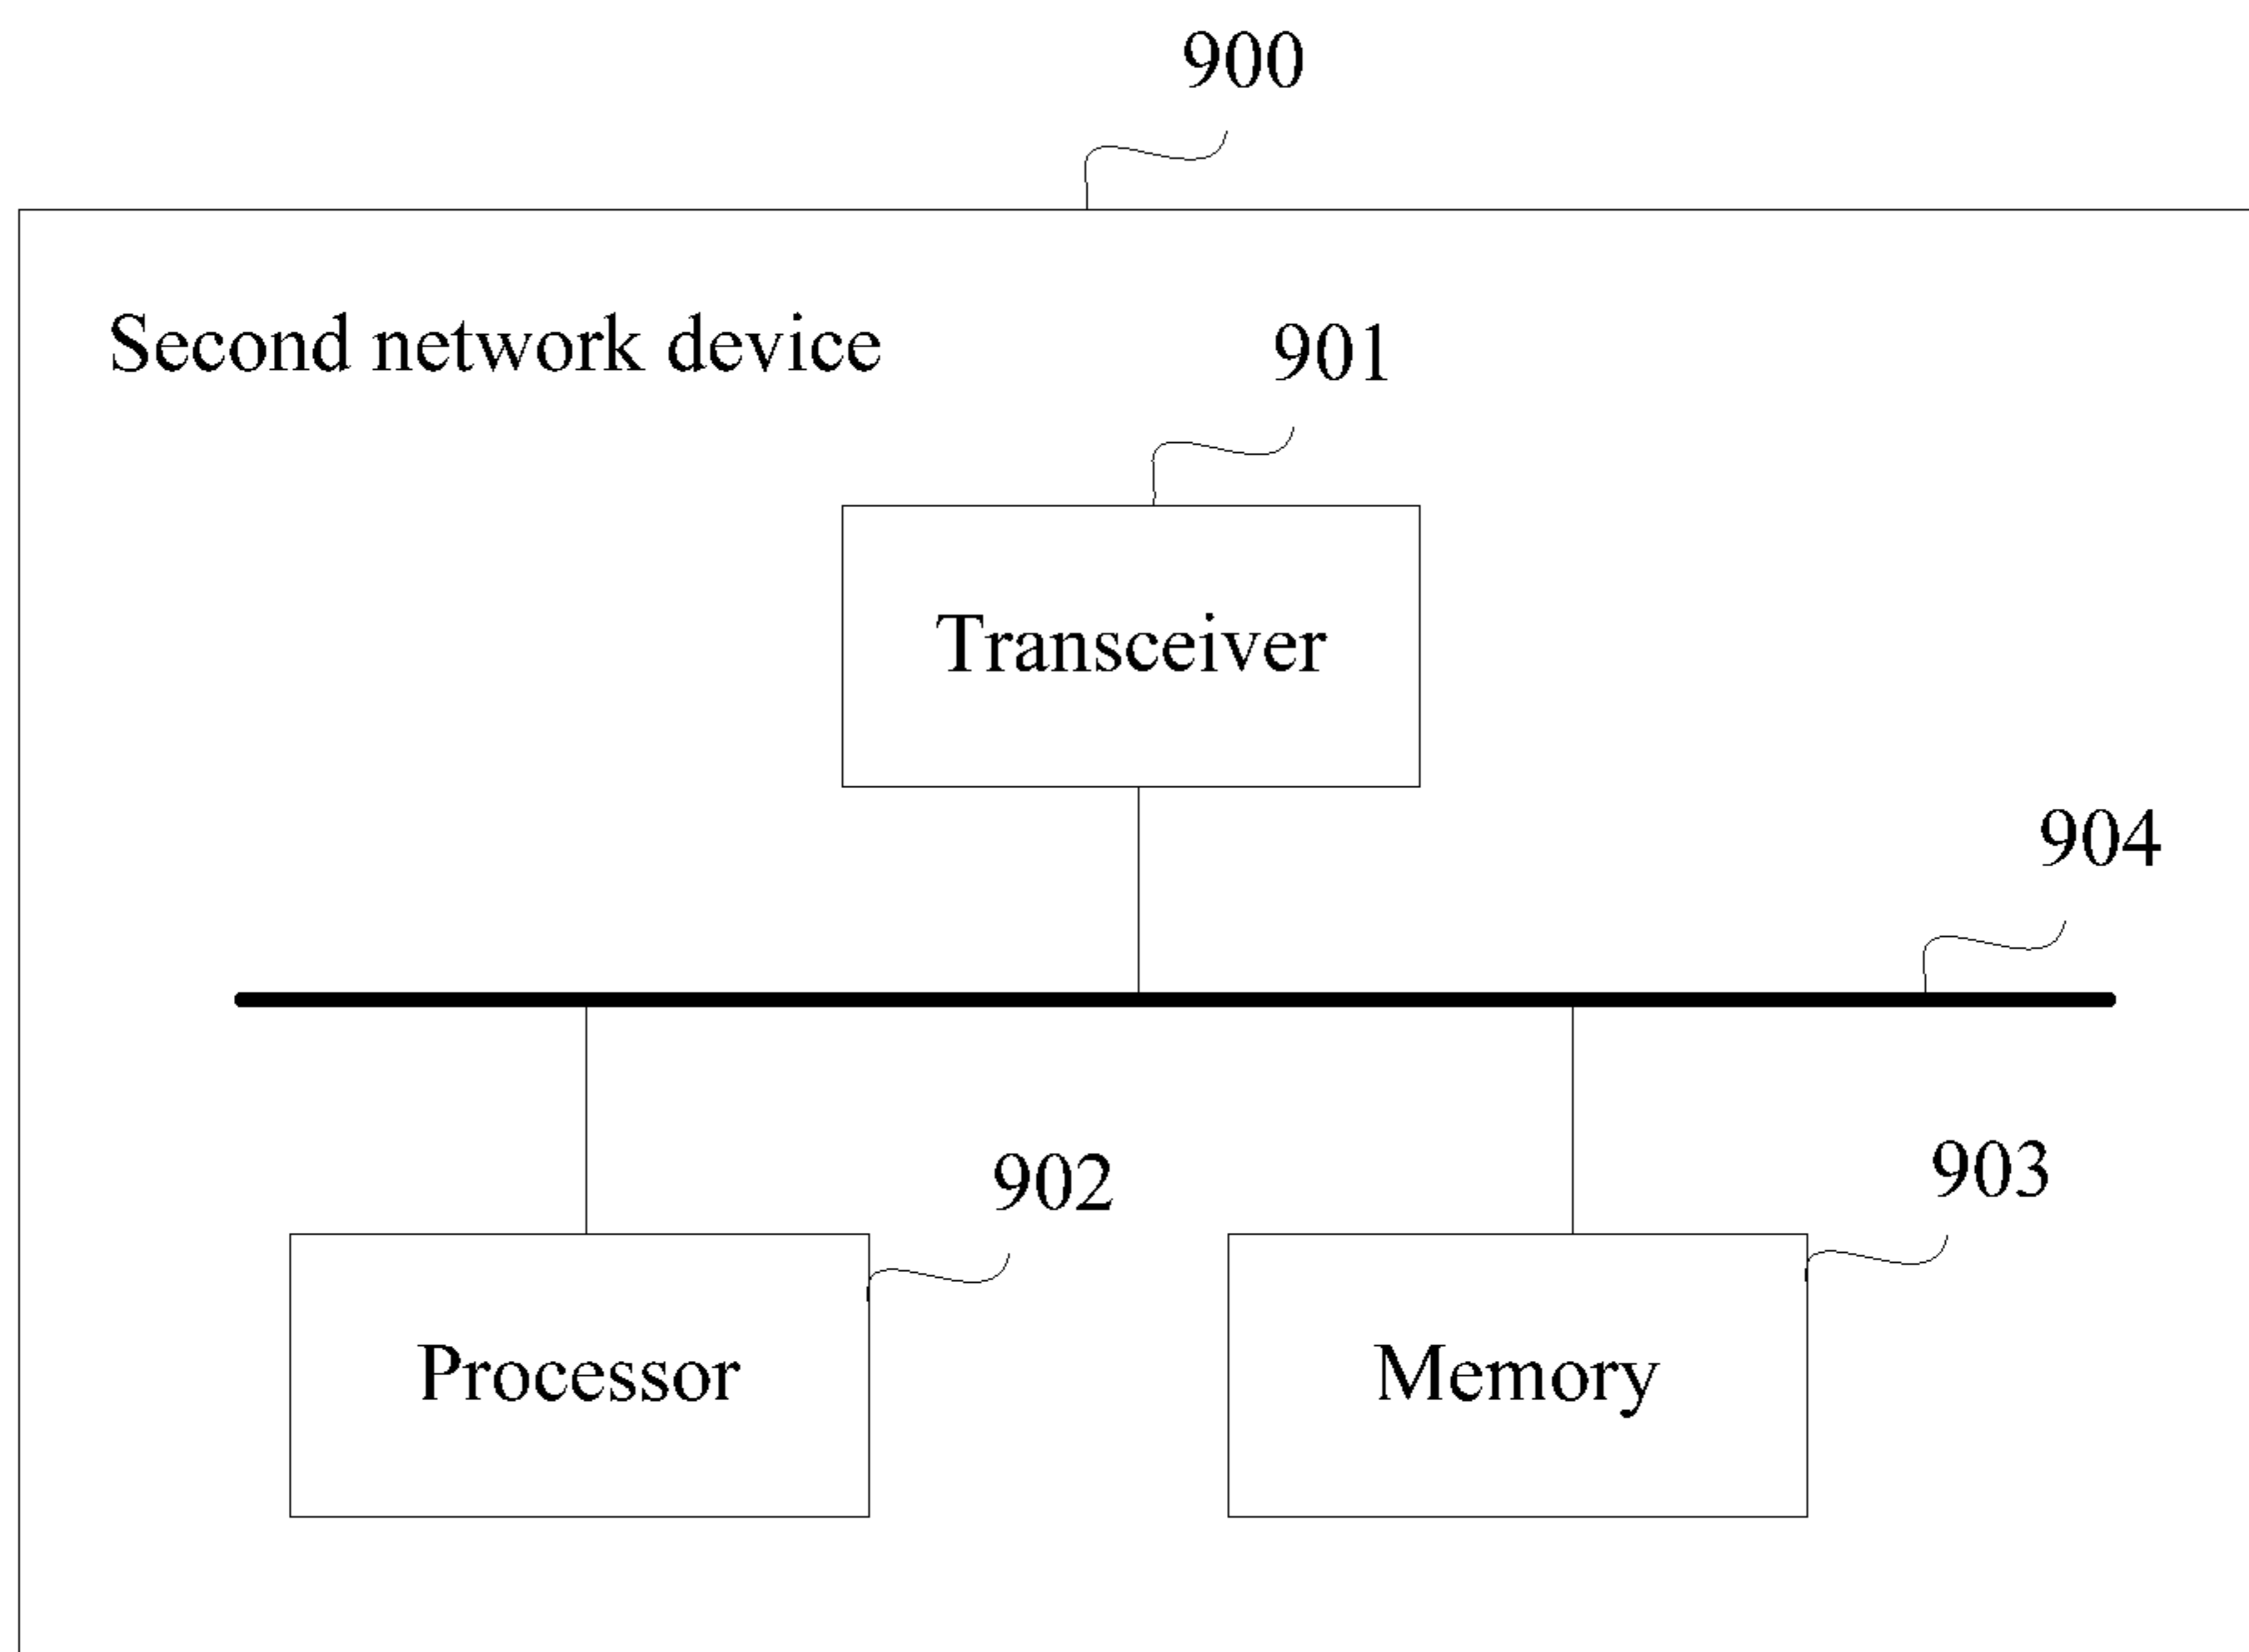 900
Second network device
901
Transceiver
904
902
903
Processor
Memory